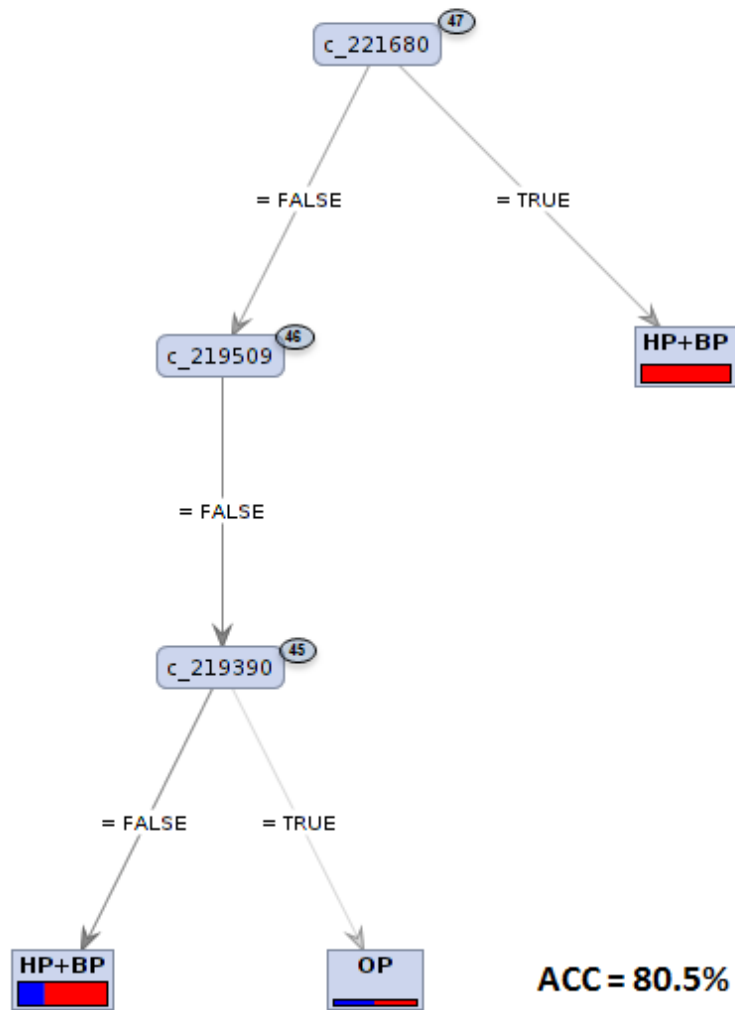 47
c_221680
= FALSE
= TRUE
46
c_219509
HP+BP
= FALSE
45
c_219390
= FALSE
= TRUE
HP+BP
OP
ACC = 80.5%